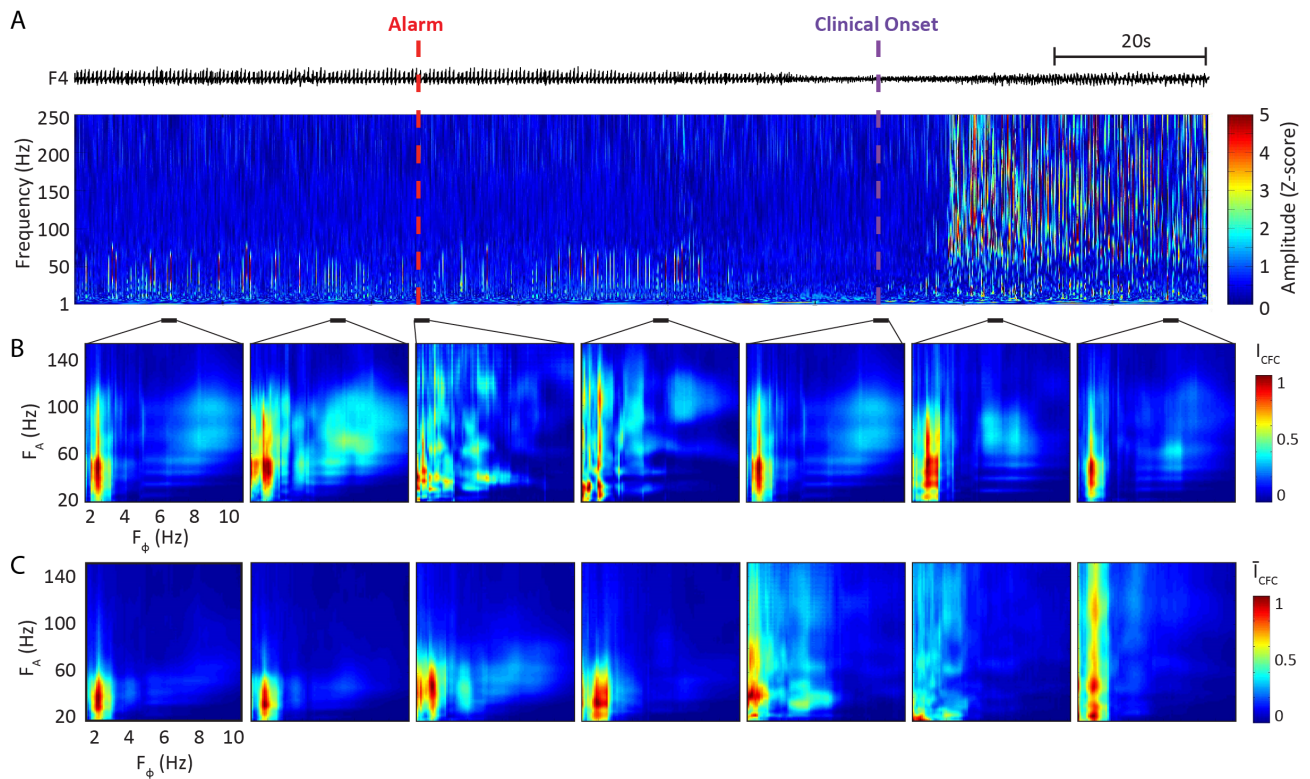 A
Alarm
Clinical Onset
20s
F4
Frequency (Hz)
250
200
150
100
50
1
Amplitude (Z-score)
5
4
3
2
1
0
B
F_A (Hz)
140
100
60
20
2 4 6 8 10
F_ϕ (Hz)
I_CFC
1
0.5
0
C
F_A (Hz)
140
100
60
20
2 4 6 8 10
F_ϕ (Hz)
Ī_CFC
1
0.5
0